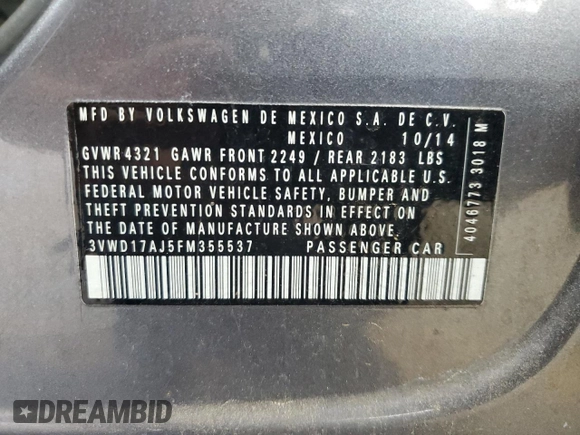 MFD BY VOLKSWAGEN DE MEXICO S.A. DE C.V.
MEXICO 10/14
GVWR 4321 GAWR FRONT 2249 / REAR 2183 LBS
THIS VEHICLE CONFORMS TO ALL APPLICABLE U.S.
FEDERAL MOTOR VEHICLE SAFETY, BUMPER AND
THEFT PREVENTION STANDARDS IN EFFECT ON
THE DATE OF MANUFACTURE SHOWN ABOVE.
3VWD17AJ5FM355537 PASSENGER CAR
4046773 3018 M
DREAMBID